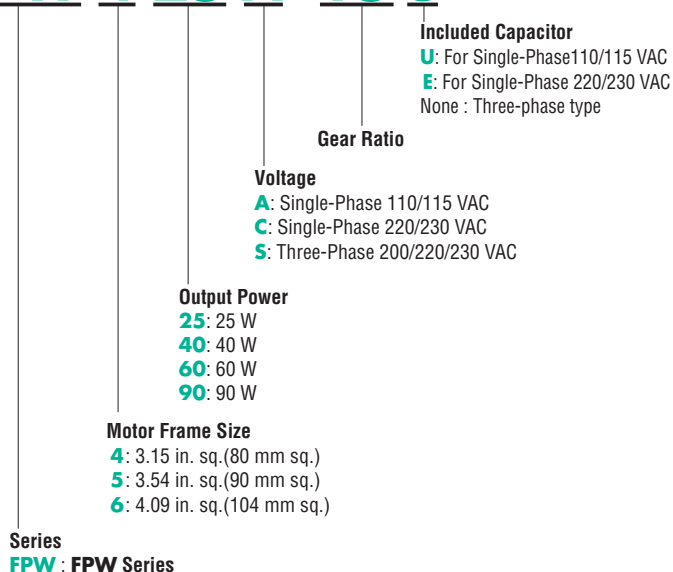 Included Capacitor
U: For Single-Phase110/115 VAC
E: For Single-Phase 220/230 VAC
None : Three-phase type
Gear Ratio
Voltage
A: Single-Phase 110/115 VAC
C: Single-Phase 220/230 VAC
S: Three-Phase 200/220/230 VAC
Output Power
25: 25 W
40: 40 W
60: 60 W
90: 90 W
Motor Frame Size
4: 3.15 in. sq.(80 mm sq.)
5: 3.54 in. sq.(90 mm sq.)
6: 4.09 in. sq.(104 mm sq.)
Series
FPW : FPW Series